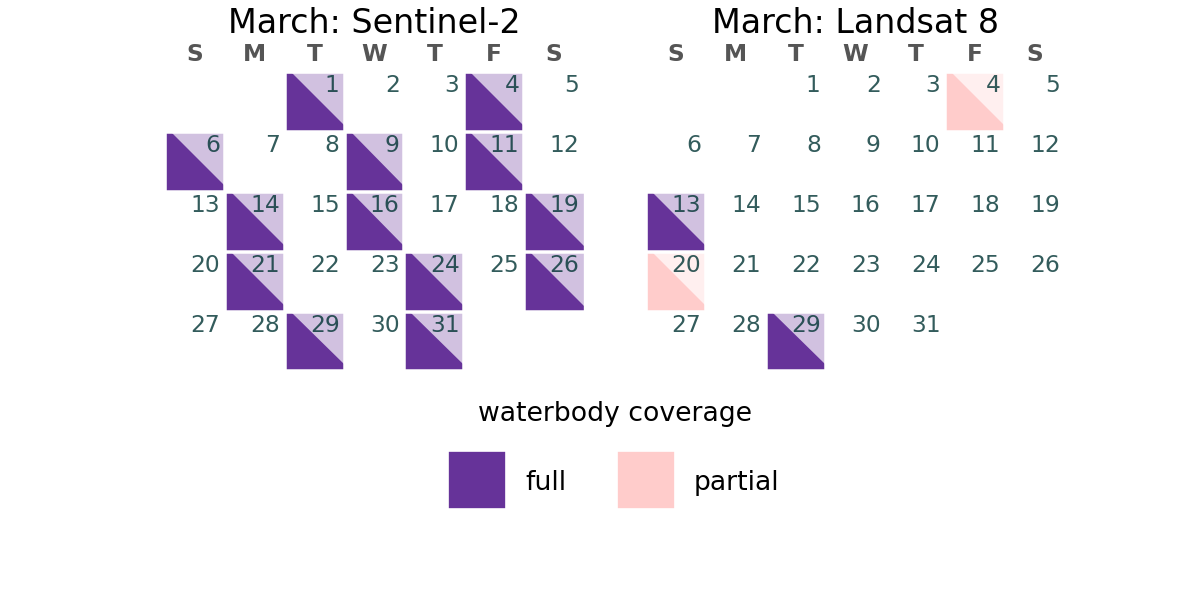 March: Sentinel-2
S M T W T F S
1 2 3 4 5
6 7 8 9 10 11 12
13 14 15 16 17 18 19
20 21 22 23 24 25 26
27 28 29 30 31
March: Landsat 8
S M T W T F S
1 2 3 4 5
6 7 8 9 10 11 12
13 14 15 16 17 18 19
20 21 22 23 24 25 26
27 28 29 30 31
waterbody coverage
full
partial